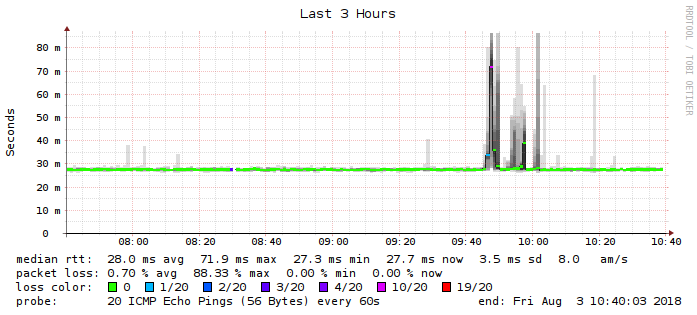 Last 3 Hours
RRDTOOL / TOBI OETIKER
Seconds
80 m
70 m
60 m
50 m
40 m
30 m
20 m
10 m
0
08:00 08:20 08:40 09:00 09:20 09:40 10:00 10:20 10:40
median rtt: 28.0 ms avg 71.9 ms max 27.3 ms min 27.7 ms now 3.5 ms sd 8.0 am/s
packet loss: 0.70 % avg 88.33 % max 0.00 % min 0.00 % now
loss color: 0 1/20 2/20 3/20 4/20 10/20 19/20
probe: 20 ICMP Echo Pings (56 Bytes) every 60s end: Fri Aug 3 10:40:03 2018